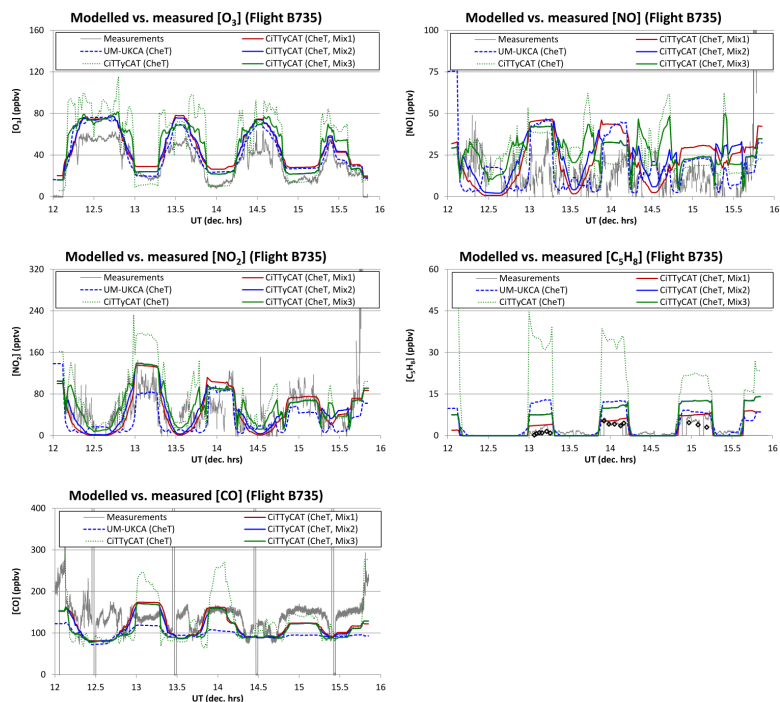 Modelled vs. measured [O3] (Flight B735)
Measurements
CiTTyCAT (CheT, Mix1)
UM-UKCA (CheT)
CiTTyCAT (CheT, Mix2)
CiTTyCAT (CheT)
CiTTyCAT (CheT, Mix3)
160
120
80
40
0
[O3] (ppbv)
12 12.5 13 13.5 14 14.5 15 15.5 16
UT (dec. hrs)
Modelled vs. measured [NO] (Flight B735)
Measurements
CiTTyCAT (CheT, Mix1)
UM-UKCA (CheT)
CiTTyCAT (CheT, Mix2)
CiTTyCAT (CheT)
CiTTyCAT (CheT, Mix3)
100
75
50
25
0
[NO] (pptv)
12 12.5 13 13.5 14 14.5 15 15.5 16
UT (dec. hrs)
Modelled vs. measured [NO2] (Flight B735)
Measurements
CiTTyCAT (CheT, Mix1)
UM-UKCA (CheT)
CiTTyCAT (CheT, Mix2)
CiTTyCAT (CheT)
CiTTyCAT (CheT, Mix3)
320
240
160
80
0
[NO2] (pptv)
12 12.5 13 13.5 14 14.5 15 15.5 16
UT (dec. hrs)
Modelled vs. measured [C5H8] (Flight B735)
Measurements
CiTTyCAT (CheT, Mix1)
UM-UKCA (CheT)
CiTTyCAT (CheT, Mix2)
CiTTyCAT (CheT)
CiTTyCAT (CheT, Mix3)
60
45
30
15
0
[C5H8] (ppbv)
12 12.5 13 13.5 14 14.5 15 15.5 16
UT (dec. hrs)
Modelled vs. measured [CO] (Flight B735)
Measurements
CiTTyCAT (CheT, Mix1)
UM-UKCA (CheT)
CiTTyCAT (CheT, Mix2)
CiTTyCAT (CheT)
CiTTyCAT (CheT, Mix3)
400
300
200
100
0
[CO] (ppbv)
12 12.5 13 13.5 14 14.5 15 15.5 16
UT (dec. hrs)